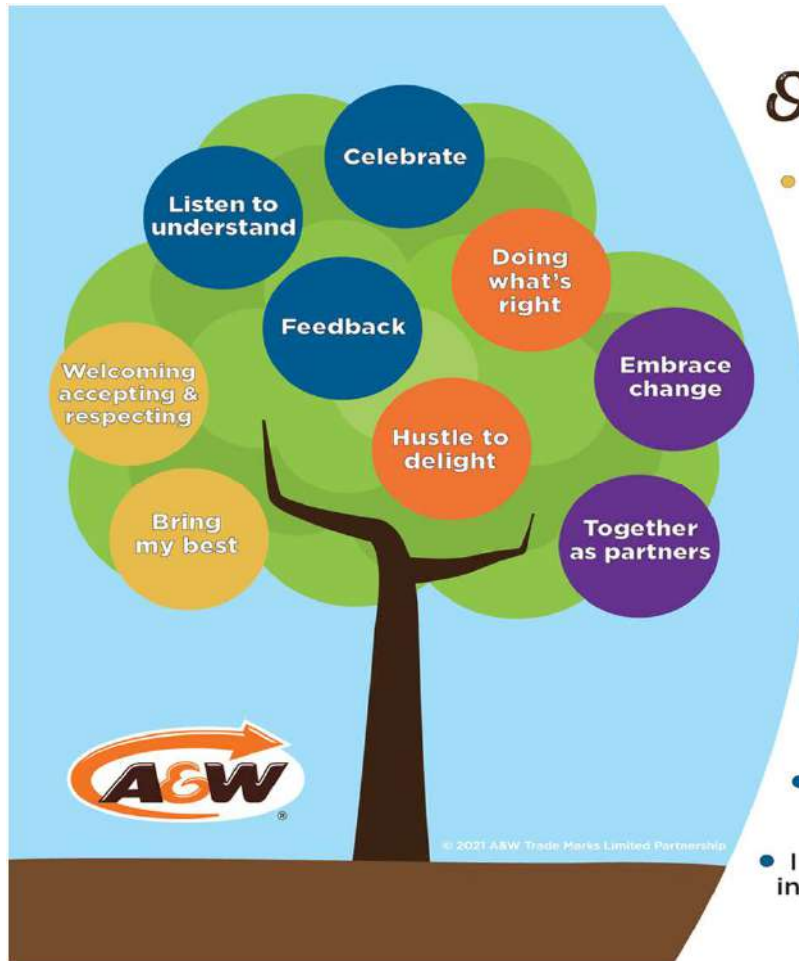 &
Celebrate
Listen to
understand
Doing
what's
right
Feedback
Embrace
change
Welcoming
accepting &
respecting
Hustle to
delight
Bring
my best
Together
as partners
A&W
®
© 2021 A&W Trade Marks Limited Partnership
• I
in